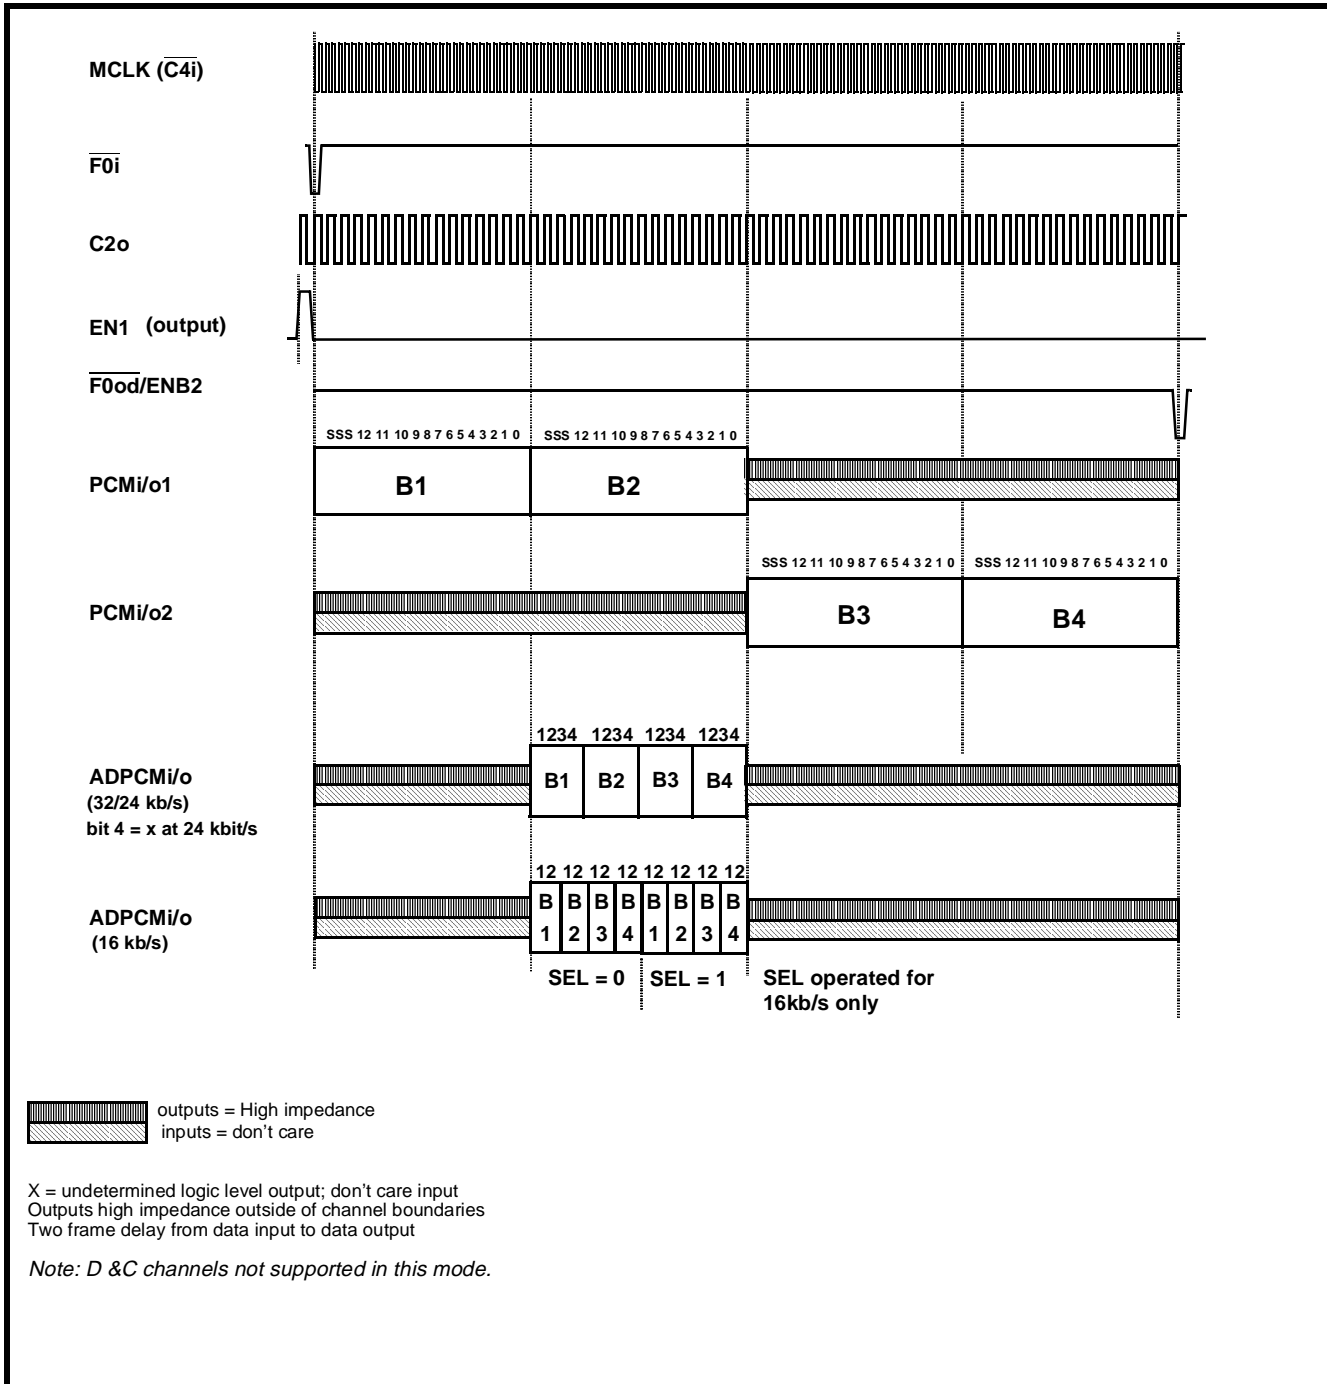 MCLK (C4i)
F0i
C2o
EN1 (output)
F0od/ENB2
SSS 12 11 10 9 8 7 6 5 4 3 2 1 0 SSS 12 11 10 9 8 7 6 5 4 3 2 1 0
PCMi/o1 B1 B2
SSS 12 11 10 9 8 7 6 5 4 3 2 1 0 SSS 12 11 10 9 8 7 6 5 4 3 2 1 0
PCMi/o2 B3 B4
1234 1234 1234 1234
ADPCMi/o B1 B2 B3 B4
(32/24 kb/s)
bit 4 = x at 24 kbit/s
12 12 12 12 12 12 12 12
B B B B B B B B
ADPCMi/o
1 2 3 4 1 2 3 4
(16 kb/s)
SEL = 0 SEL = 1 SEL operated for
16kb/s only
outputs = High impedance
inputs = don't care
X = undetermined logic level output; don't care input
Outputs high impedance outside of channel boundaries
Two frame delay from data input to data output
Note: D &C channels not supported in this mode.